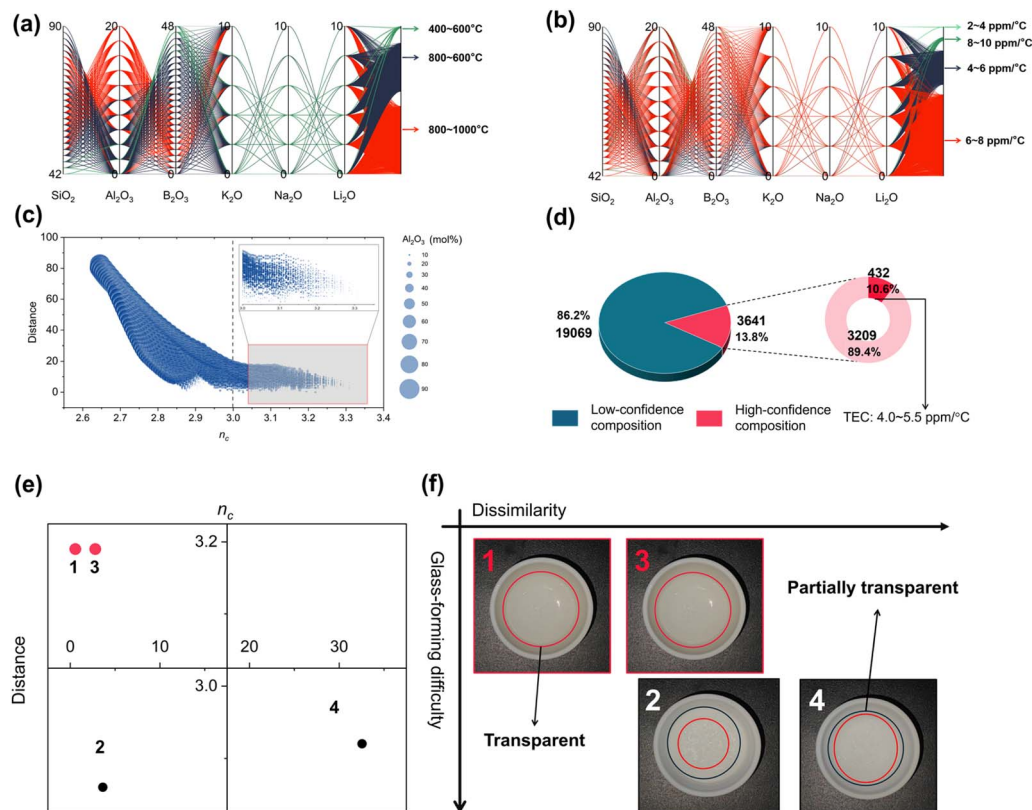 (a)
90
20
48
10
10
10
400~600°C
800~600°C
800~1000°C
42
0
0
0
0
0
SiO₂
Al₂O₃
B₂O₃
K₂O
Na₂O
Li₂O
(b)
90
20
48
10
10
10
2~4 ppm/°C
8~10 ppm/°C
4~6 ppm/°C
6~8 ppm/°C
42
0
0
0
0
0
SiO₂
Al₂O₃
B₂O₃
K₂O
Na₂O
Li₂O
(c)
Distance
100
80
60
40
20
0
2.6
2.7
2.8
2.9
3.0
3.1
3.2
3.3
3.4
n_c
Al₂O₃ (mol%)
10
20
30
40
50
60
70
80
90
(d)
86.2%
19069
3641
13.8%
432
10.6%
3209
89.4%
Low-confidence
composition
High-confidence
composition
TEC: 4.0~5.5 ppm/°C
(e)
n_c
3.2
1
3
0
10
20
30
Distance
3.0
4
2
(f)
Dissimilarity
Glass-forming difficulty
1
3
Partially transparent
2
4
Transparent